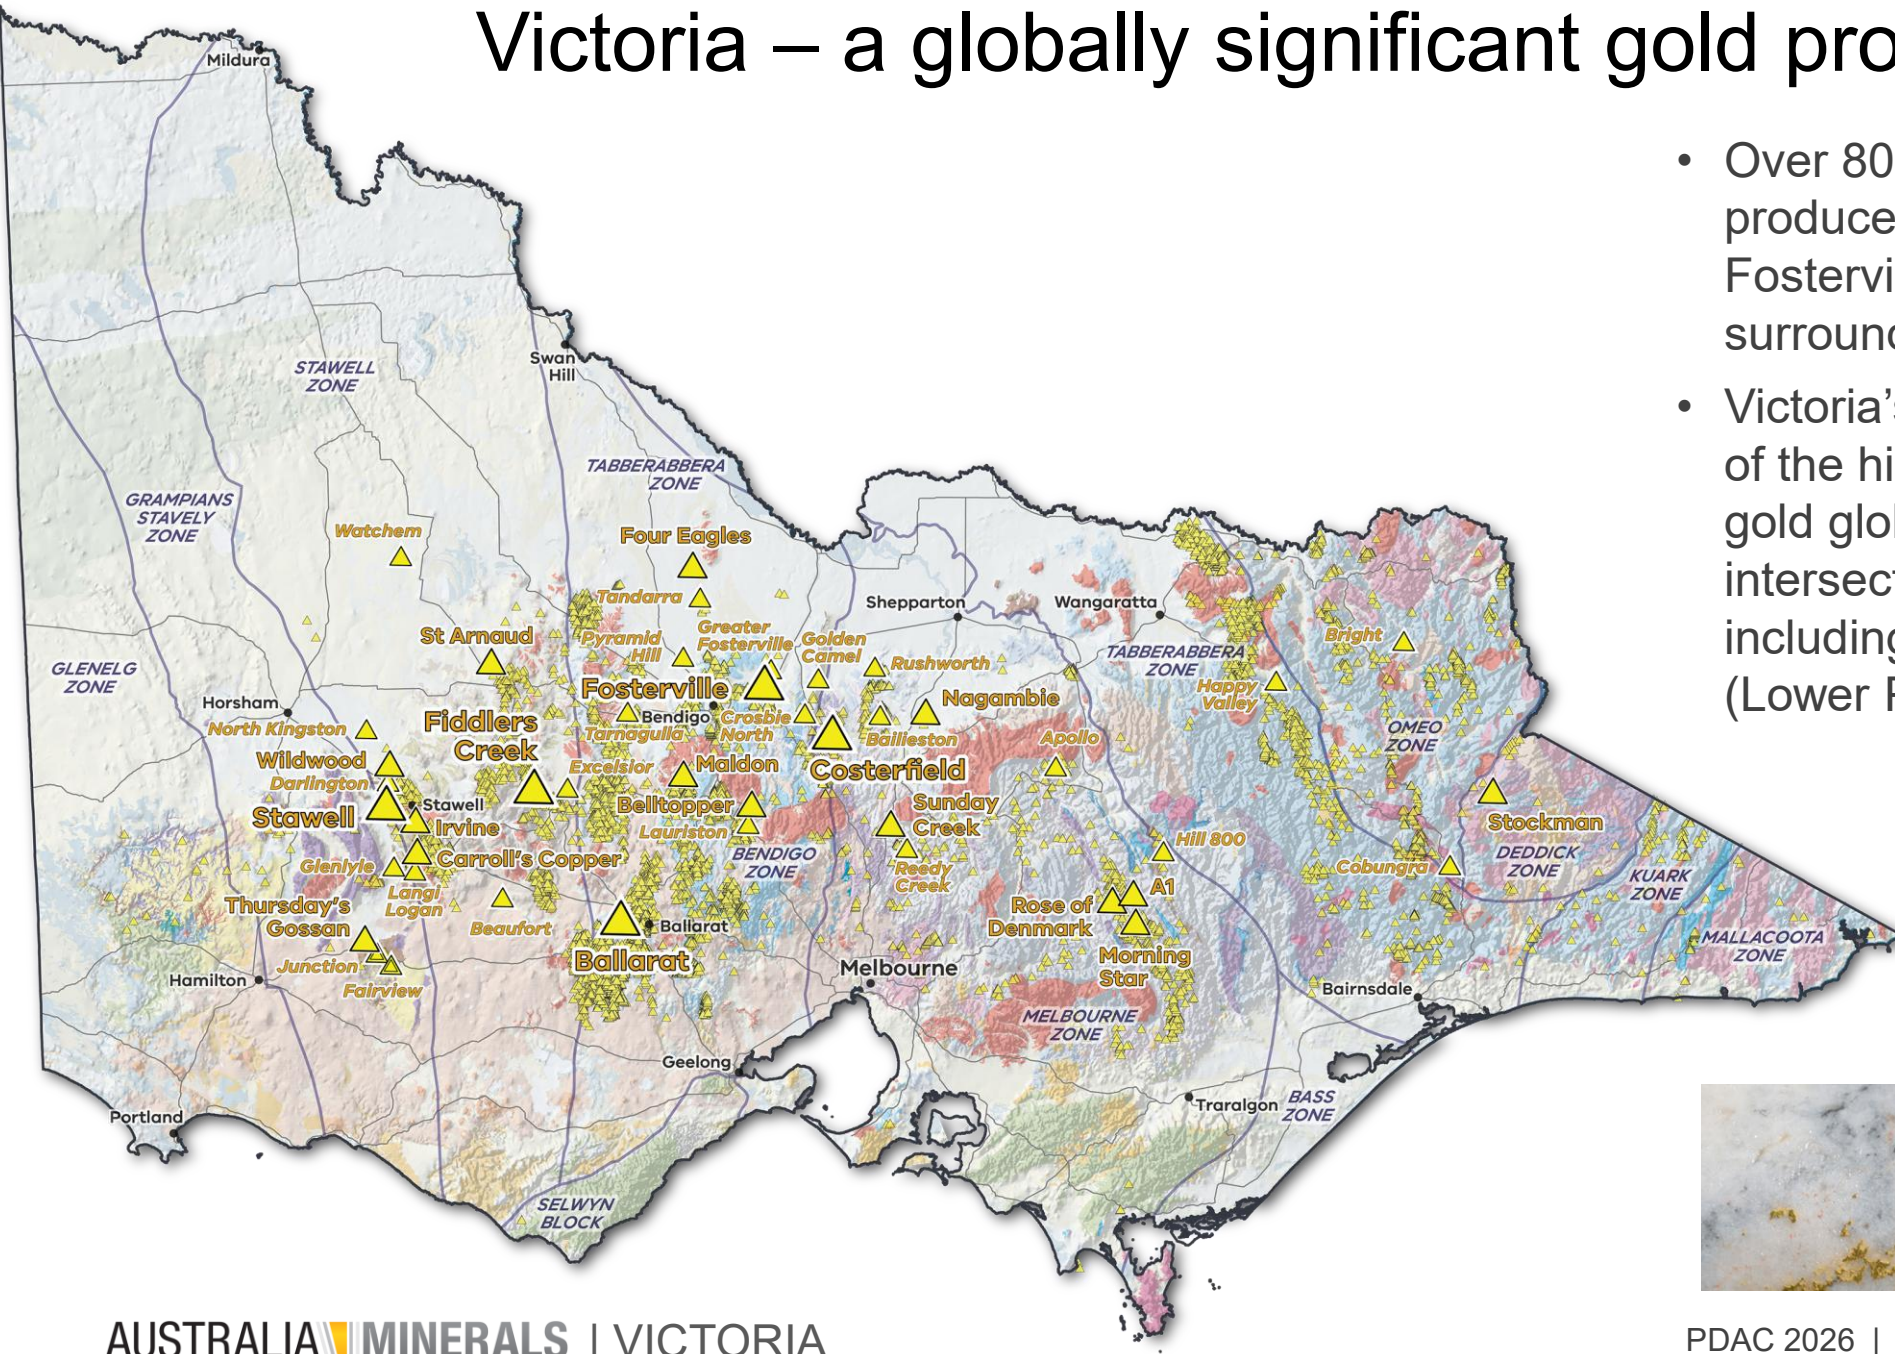 Victoria – a globally significant gold pro
• Over 80
produce
Fostervi
surround
• Victoria's
of the hi
gold glo
intersect
including
(Lower P
Mildura
Swan
Hill
STAWELL
ZONE
TABBERABBERA
ZONE
GRAMPIANS
STAVELY
ZONE
Watchem
Four Eagles
Tandarra
Shepparton
Wangaratta
St Arnaud
Pyramid
Hill
Greater
Fosterville
Golden
Camel
Rushworth
TABBERABBERA
ZONE
Bright
GLENELG
ZONE
Horsham
Fosterville
Nagambie
Happy
Valley
North Kingston
Fiddlers
Creek
Bendigo
Tarnagulla
Crosbie
North
Bailieston
Apollo
OMEO
ZONE
Wildwood
Darlington
Excelsior
Maldon
Costerfield
Stawell
Stawell
Irvine
Belltopper
Lauriston
Sunday
Creek
Stockman
Glenlyle
Carroll's Copper
BENDIGO
ZONE
Reedy
Creek
Hill 800
Cobungra
DEDDICK
ZONE
KUARK
ZONE
Langi
Logan
Thursday's
Gossan
Beaufort
Ballarat
Ballarat
Rose of
Denmark
A1
Morning
Star
MALLACOOTA
ZONE
Junction
Fairview
Hamilton
Melbourne
Bairnsdale
MELBOURNE
ZONE
Geelong
Portland
Traralgon
BASS
ZONE
SELWYN
BLOCK
AUSTRALIA MINERALS | VICTORIA
PDAC 2026 |